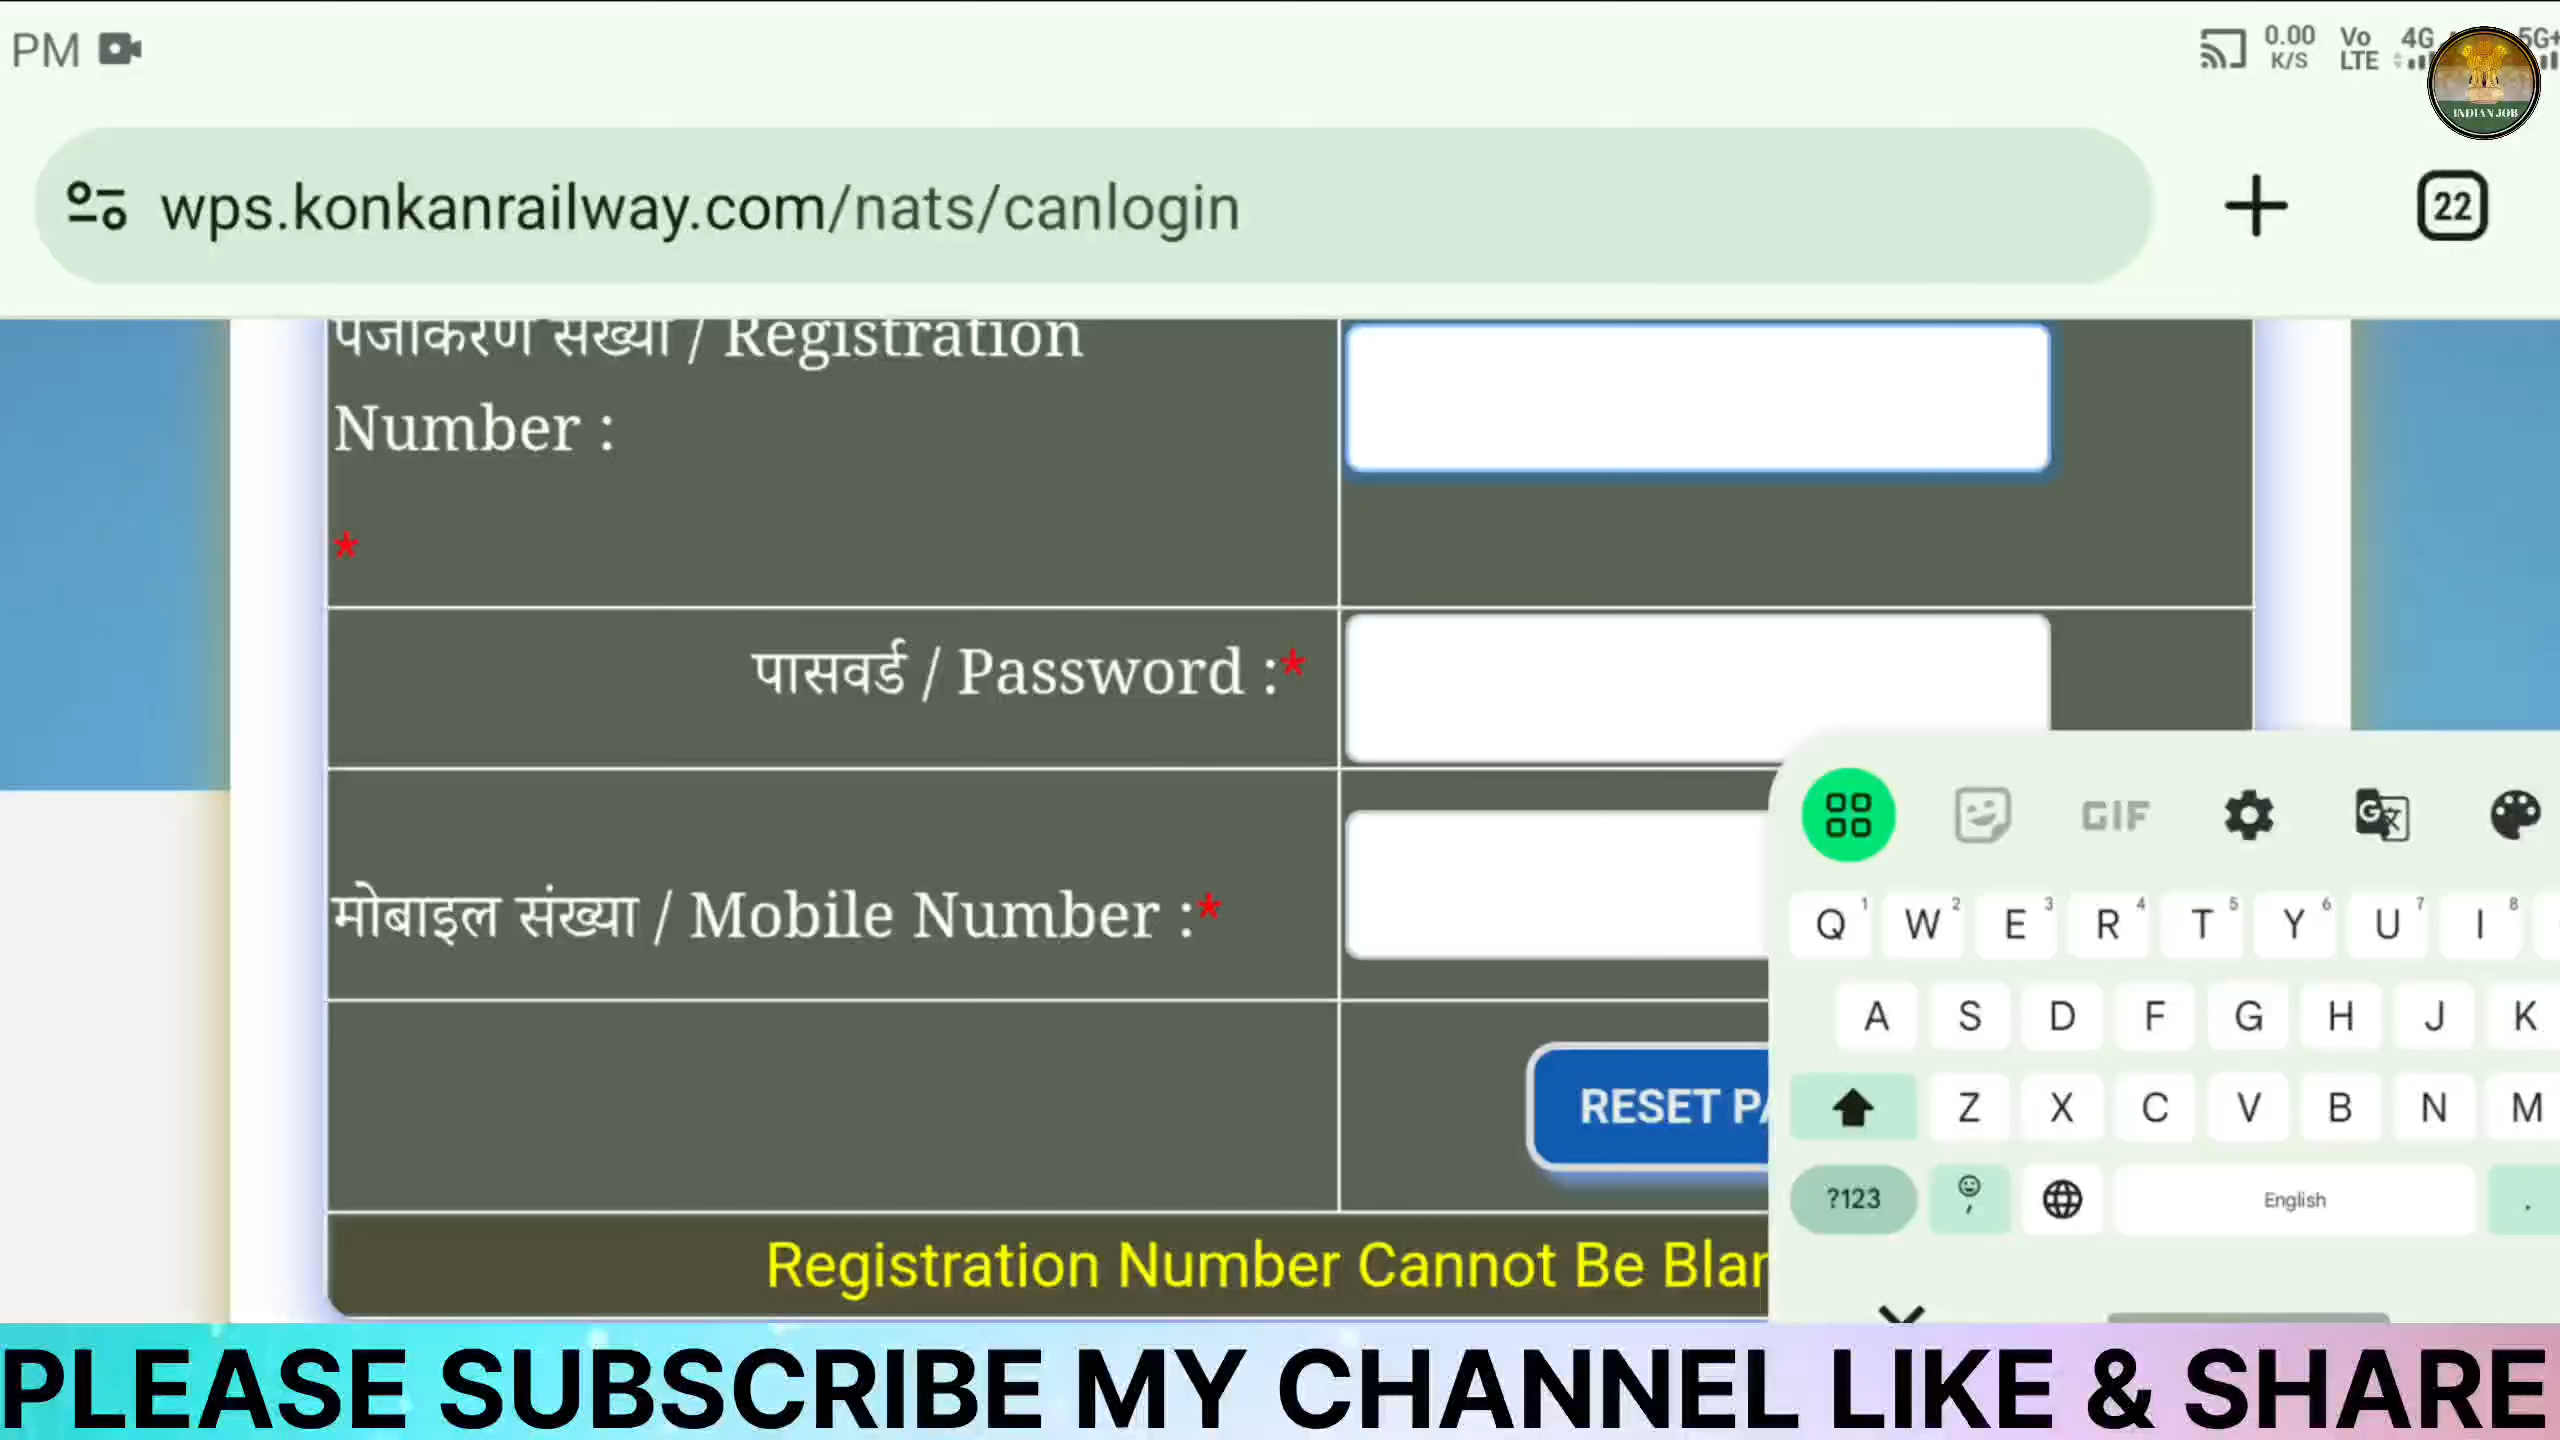 PM
0.00 K/S
Vo LTE
4G
5G+
INDIAN JOB
wps.konkanrailway.com/nats/canlogin
22
पंजीकरण संख्या / Registration
Number :
*
पासवर्ड / Password :*
मोबाइल संख्या / Mobile Number :*
RESET PA
Registration Number Cannot Be Blan
GIF
Q 1 W 2 E 3 R 4 T 5 Y 6 U 7 I 8
A S D F G H J K
Z X C V B N M
?123 , English .
PLEASE SUBSCRIBE MY CHANNEL LIKE & SHARE